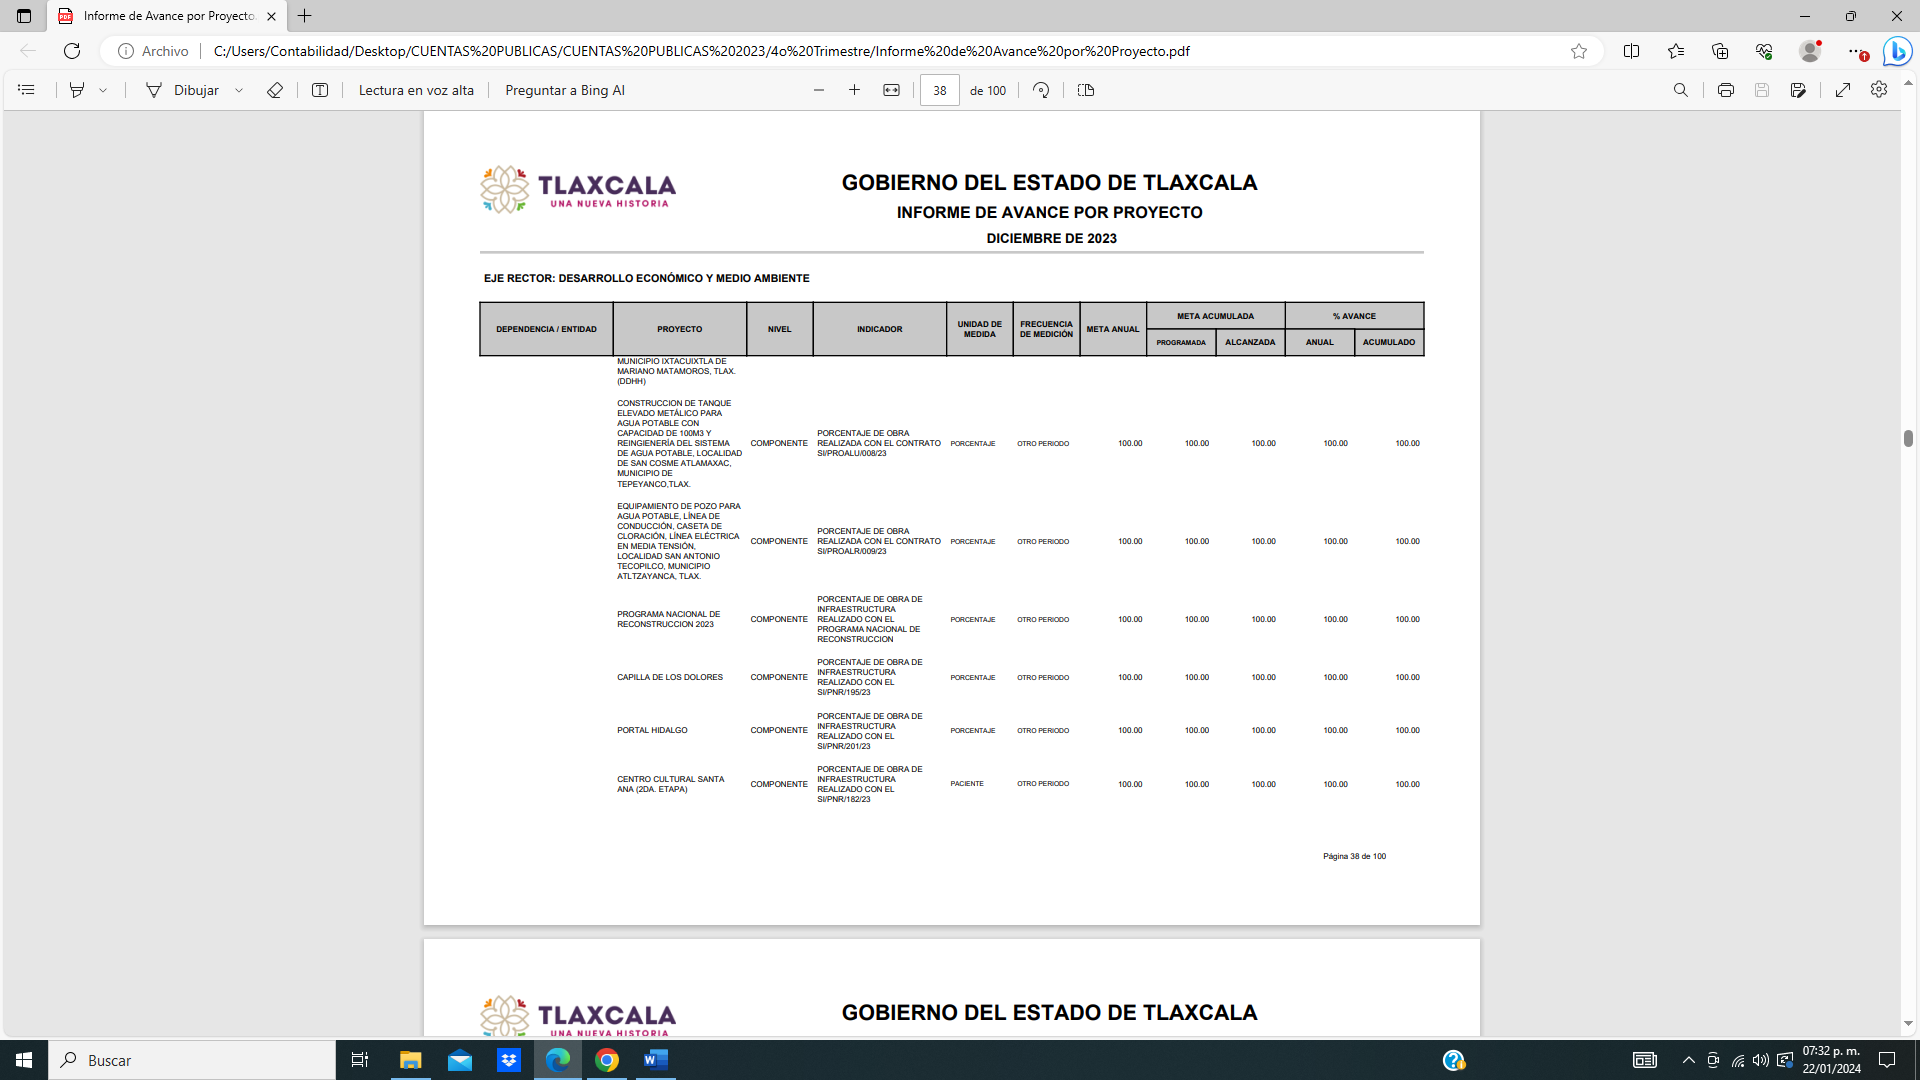 Informe de Avance por Proyecto.
Archivo
C:/Users/Contabilidad/Desktop/CUENTAS%20PUBLICAS/CUENTAS%20PUBLICAS%202023/4o%20Trimestre/Informe%20de%20Avance%20por%20Proyecto.pdf
Dibujar
Lectura en voz alta
Preguntar a Bing AI
38
de 100
TLAXCALA
UNA NUEVA HISTORIA
GOBIERNO DEL ESTADO DE TLAXCALA
INFORME DE AVANCE POR PROYECTO
DICIEMBRE DE 2023
EJE RECTOR: DESARROLLO ECONÓMICO Y MEDIO AMBIENTE
DEPENDENCIA / ENTIDAD
PROYECTO
NIVEL
INDICADOR
UNIDAD DE
MEDIDA
FRECUENCIA
DE MEDICIÓN
META ANUAL
META ACUMULADA
PROGRAMADA
ALCANZADA
% AVANCE
ANUAL
ACUMULADO
MUNICIPIO IXTACUIXTLA DE
MARIANO MATAMOROS, TLAX.
(DDHH)
CONSTRUCCION DE TANQUE
ELEVADO METÁLICO PARA
AGUA POTABLE CON
CAPACIDAD DE 100M3 Y
REINGIENERÍA DEL SISTEMA
DE AGUA POTABLE, LOCALIDAD
DE SAN COSME ATLAMAXAC,
MUNICIPIO DE
TEPEYANCO,TLAX.
COMPONENTE
PORCENTAJE DE OBRA
REALIZADA CON EL CONTRATO
SI/PROALU/008/23
PORCENTAJE
OTRO PERIODO
100.00
100.00
100.00
100.00
100.00
EQUIPAMIENTO DE POZO PARA
AGUA POTABLE, LÍNEA DE
CONDUCCIÓN, CASETA DE
CLORACIÓN, LÍNEA ELÉCTRICA
EN MEDIA TENSIÓN,
LOCALIDAD SAN ANTONIO
TECOPILCO, MUNICIPIO
ATLTZAYANCA, TLAX.
COMPONENTE
PORCENTAJE DE OBRA
REALIZADA CON EL CONTRATO
SI/PROALR/009/23
PORCENTAJE
OTRO PERIODO
100.00
100.00
100.00
100.00
100.00
PROGRAMA NACIONAL DE
RECONSTRUCCION 2023
COMPONENTE
PORCENTAJE DE OBRA DE
INFRAESTRUCTURA
REALIZADO CON EL
PROGRAMA NACIONAL DE
RECONSTRUCCION
PORCENTAJE
OTRO PERIODO
100.00
100.00
100.00
100.00
100.00
CAPILLA DE LOS DOLORES
COMPONENTE
PORCENTAJE DE OBRA DE
INFRAESTRUCTURA
REALIZADO CON EL
SI/PNR/195/23
PORCENTAJE
OTRO PERIODO
100.00
100.00
100.00
100.00
100.00
PORTAL HIDALGO
COMPONENTE
PORCENTAJE DE OBRA DE
INFRAESTRUCTURA
REALIZADO CON EL
SI/PNR/201/23
PORCENTAJE
OTRO PERIODO
100.00
100.00
100.00
100.00
100.00
CENTRO CULTURAL SANTA
ANA (2DA. ETAPA)
COMPONENTE
PORCENTAJE DE OBRA DE
INFRAESTRUCTURA
REALIZADO CON EL
SI/PNR/182/23
PACIENTE
OTRO PERIODO
100.00
100.00
100.00
100.00
100.00
Página 38 de 100
TLAXCALA
UNA NUEVA HISTORIA
GOBIERNO DEL ESTADO DE TLAXCALA
Buscar
07:32 p. m.
22/01/2024